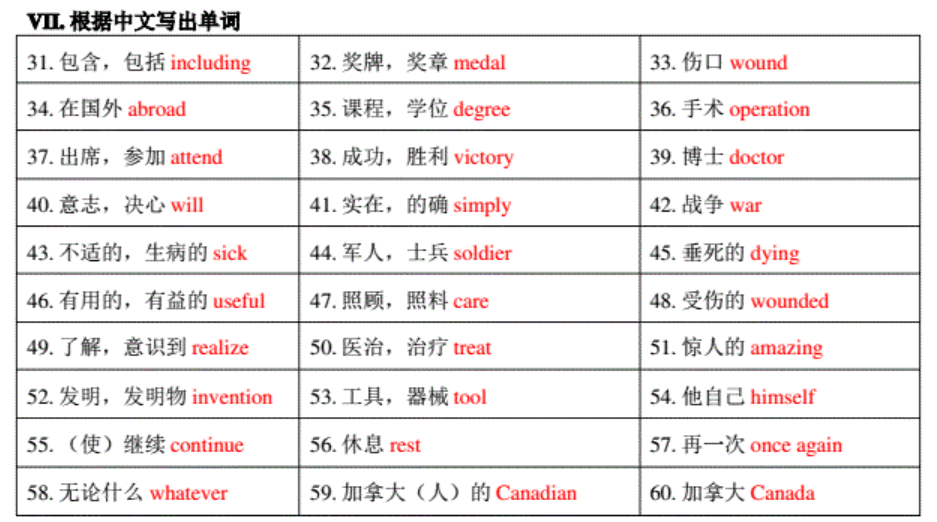 VII. 根据中文写出单词
31. 包含，包括 including 32. 奖牌，奖章 medal 33. 伤口 wound
34. 在国外 abroad 35. 课程，学位 degree 36. 手术 operation
37. 出席，参加 attend 38. 成功，胜利 victory 39. 博士 doctor
40. 意志，决心 will 41. 实在，的确 simply 42. 战争 war
43. 不适的，生病的 sick 44. 军人，士兵 soldier 45. 垂死的 dying
46. 有用的，有益的 useful 47. 照顾，照料 care 48. 受伤的 wounded
49. 了解，意识到 realize 50. 医治，治疗 treat 51. 惊人的 amazing
52. 发明，发明物 invention 53. 工具，器械 tool 54. 他自己 himself
55. （使）继续 continue 56. 休息 rest 57. 再一次 once again
58. 无论什么 whatever 59. 加拿大（人）的 Canadian 60. 加拿大 Canada